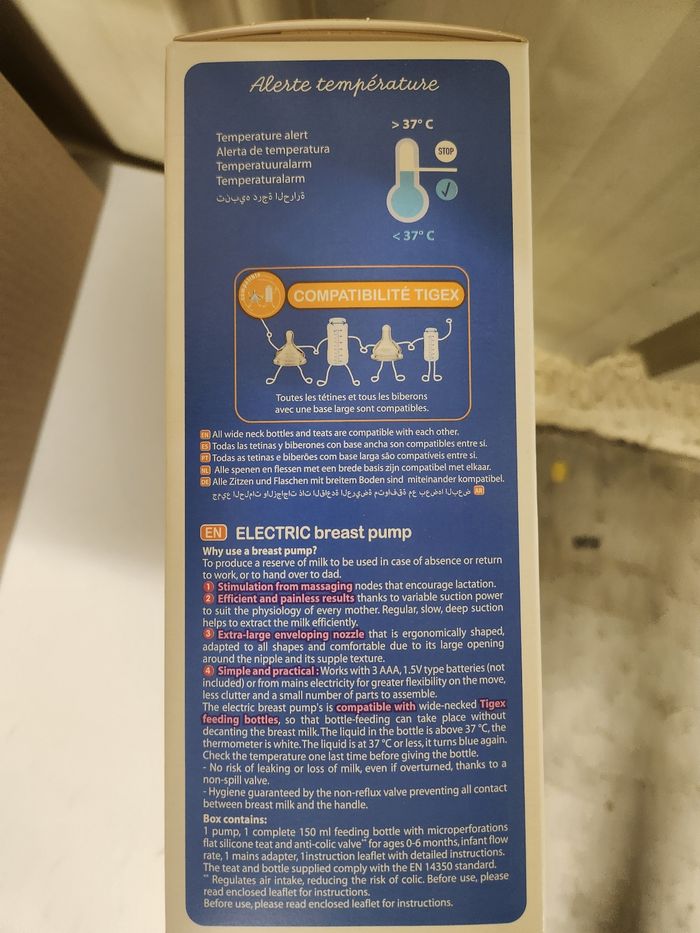 Alerte température
> 37° C
Temperature alert
Alerta de temperatura
Temperatuuralarm
Temperaturalarm
تنبيه درجة الحرارة
STOP
< 37° C
COMPATIBILITÉ TIGEX
Toutes les tétines et tous les biberons
avec une base large sont compatibles.
EN All wide neck bottles and teats are compatible with each other.
ES Todas las tetinas y biberones con base ancha son compatibles entre sí.
PT Todas as tetinas e biberões com base larga são compatíveis entre si.
NL Alle spenen en flessen met een brede basis zijn compatibel met elkaar.
DE Alle Zitzen und Flaschen mit breitem Boden sind miteinander kompatibel.
AR جميع الحلمات والزجاجات ذات القاعدة العريضة متوافقة مع بعضها البعض
EN ELECTRIC breast pump
Why use a breast pump?
To produce a reserve of milk to be used in case of absence or return
to work, or to hand over to dad.
1 Stimulation from massaging nodes that encourage lactation.
2 Efficient and painless results thanks to variable suction power
to suit the physiology of every mother. Regular, slow, deep suction
helps to extract the milk efficiently.
3 Extra-large enveloping nozzle that is ergonomically shaped,
adapted to all shapes and comfortable due to its large opening
around the nipple and its supple texture.
4 Simple and practical : Works with 3 AAA, 1.5V type batteries (not
included) or from mains electricity for greater flexibility on the move,
less clutter and a small number of parts to assemble.
The electric breast pump's is compatible with wide-necked Tigex
feeding bottles, so that bottle-feeding can take place without
decanting the breast milk. The liquid in the bottle is above 37 °C, the
thermometer is white. The liquid is at 37 °C or less, it turns blue again.
Check the temperature one last time before giving the bottle.
- No risk of leaking or loss of milk, even if overturned, thanks to a
non-spill valve.
- Hygiene guaranteed by the non-reflux valve preventing all contact
between breast milk and the handle.
Box contains:
1 pump, 1 complete 150 ml feeding bottle with microperforations
flat silicone teat and anti-colic valve** for ages 0-6 months, infant flow
rate, 1 mains adapter, 1instruction leaflet with detailed instructions.
The teat and bottle supplied comply with the EN 14350 standard.
** Regulates air intake, reducing the risk of colic. Before use, please
read enclosed leaflet for instructions.
Before use, please read enclosed leaflet for instructions.